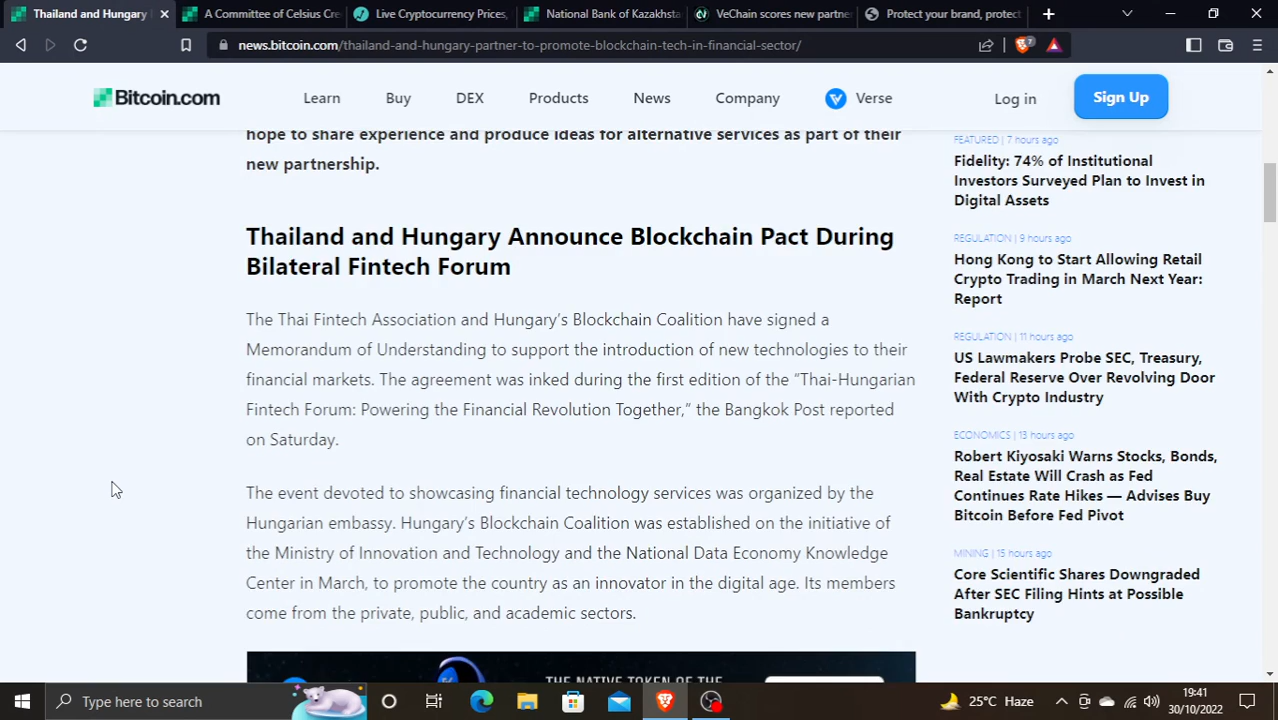 Thailand and Hungary
A Committee of Celsius Cre
Live Cryptocurrency Prices,
National Bank of Kazakhsta
VeChain scores new partne
Protect your brand, protect
news.bitcoin.com/thailand-and-hungary-partner-to-promote-blockchain-tech-in-financial-sector/
7
Bitcoin.com
Learn
Buy
DEX
Products
News
Company
Verse
Log in
Sign Up
hope to share experience and produce ideas for alternative services as part of their
new partnership.
Thailand and Hungary Announce Blockchain Pact During
Bilateral Fintech Forum
The Thai Fintech Association and Hungary's Blockchain Coalition have signed a
Memorandum of Understanding to support the introduction of new technologies to their
financial markets. The agreement was inked during the first edition of the “Thai-Hungarian
Fintech Forum: Powering the Financial Revolution Together,” the Bangkok Post reported
on Saturday.
The event devoted to showcasing financial technology services was organized by the
Hungarian embassy. Hungary's Blockchain Coalition was established on the initiative of
the Ministry of Innovation and Technology and the National Data Economy Knowledge
Center in March, to promote the country as an innovator in the digital age. Its members
come from the private, public, and academic sectors.
THE NATIVE TOKEN OF THE
FEATURED | 7 hours ago
Fidelity: 74% of Institutional
Investors Surveyed Plan to Invest in
Digital Assets
REGULATION | 9 hours ago
Hong Kong to Start Allowing Retail
Crypto Trading in March Next Year:
Report
REGULATION | 11 hours ago
US Lawmakers Probe SEC, Treasury,
Federal Reserve Over Revolving Door
With Crypto Industry
ECONOMICS | 13 hours ago
Robert Kiyosaki Warns Stocks, Bonds,
Real Estate Will Crash as Fed
Continues Rate Hikes — Advises Buy
Bitcoin Before Fed Pivot
MINING | 15 hours ago
Core Scientific Shares Downgraded
After SEC Filing Hints at Possible
Bankruptcy
Type here to search
25°C Haze
19:41
30/10/2022